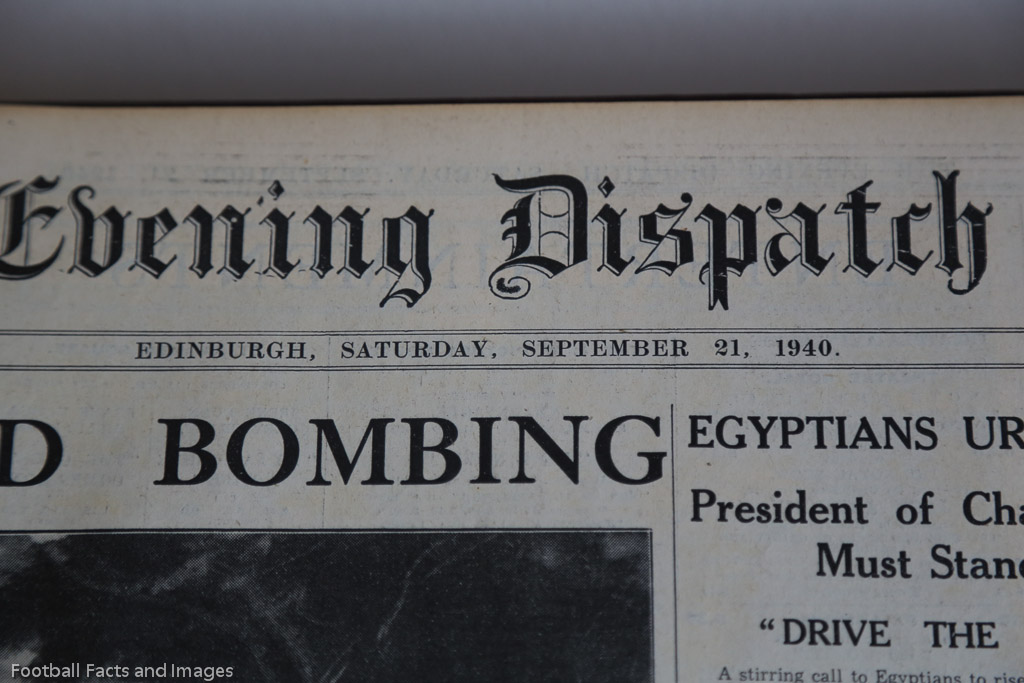 Evening Dispatch
EDINBURGH, SATURDAY, SEPTEMBER 21, 1940.
D BOMBING
EGYPTIANS UR
President of Cha
Must Stan
"DRIVE THE
A stirring call to Egyptians to rise
Football Facts and Images